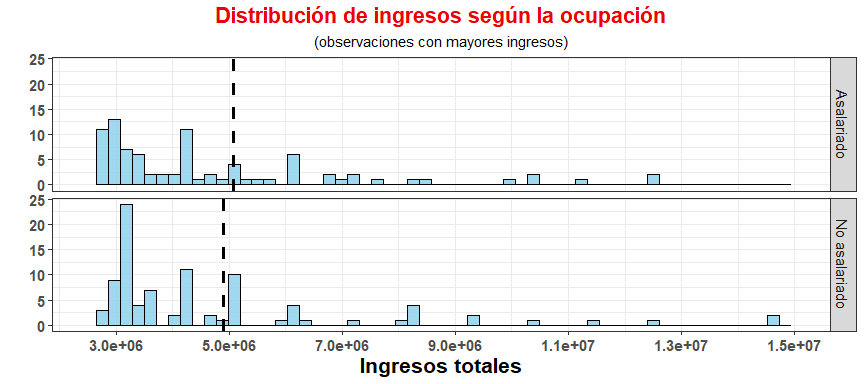 Distribución de ingresos según la ocupación
(observaciones con mayores ingresos)
25
20
15
10
5
0
Asalariado
25
20
15
10
5
0
No asalariado
3.0e+06 5.0e+06 7.0e+06 9.0e+06 1.1e+07 1.3e+07 1.5e+07
Ingresos totales